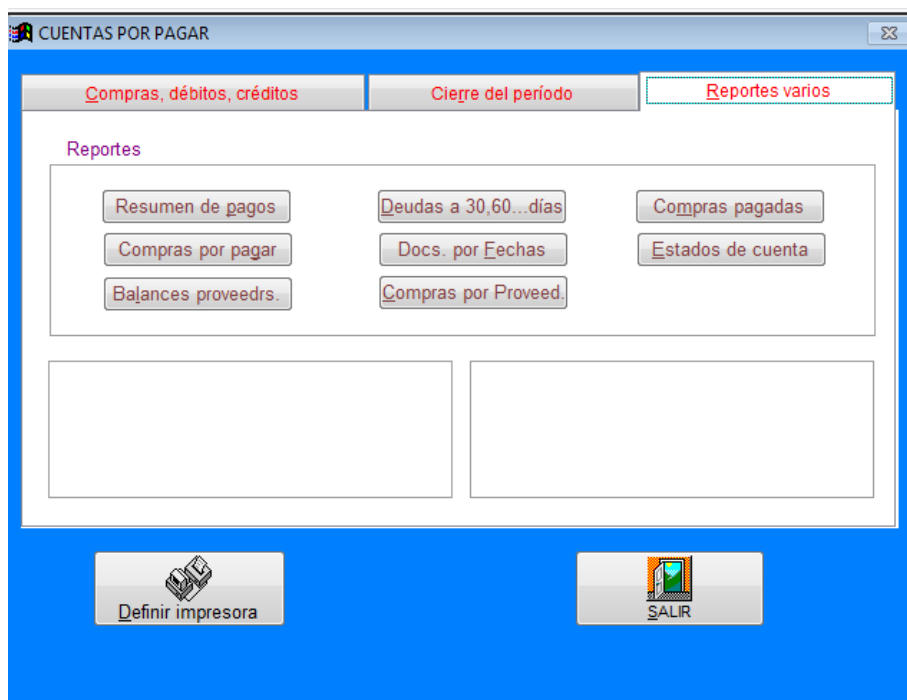 CUENTAS POR PAGAR
Compras, débitos, créditos
Cierre del período
Reportes varios
Reportes
Resumen de pagos
Deudas a 30,60...días
Compras pagadas
Compras por pagar
Docs. por Fechas
Estados de cuenta
Balances proveedrs.
Compras por Proveed.
Definir impresora
SALIR